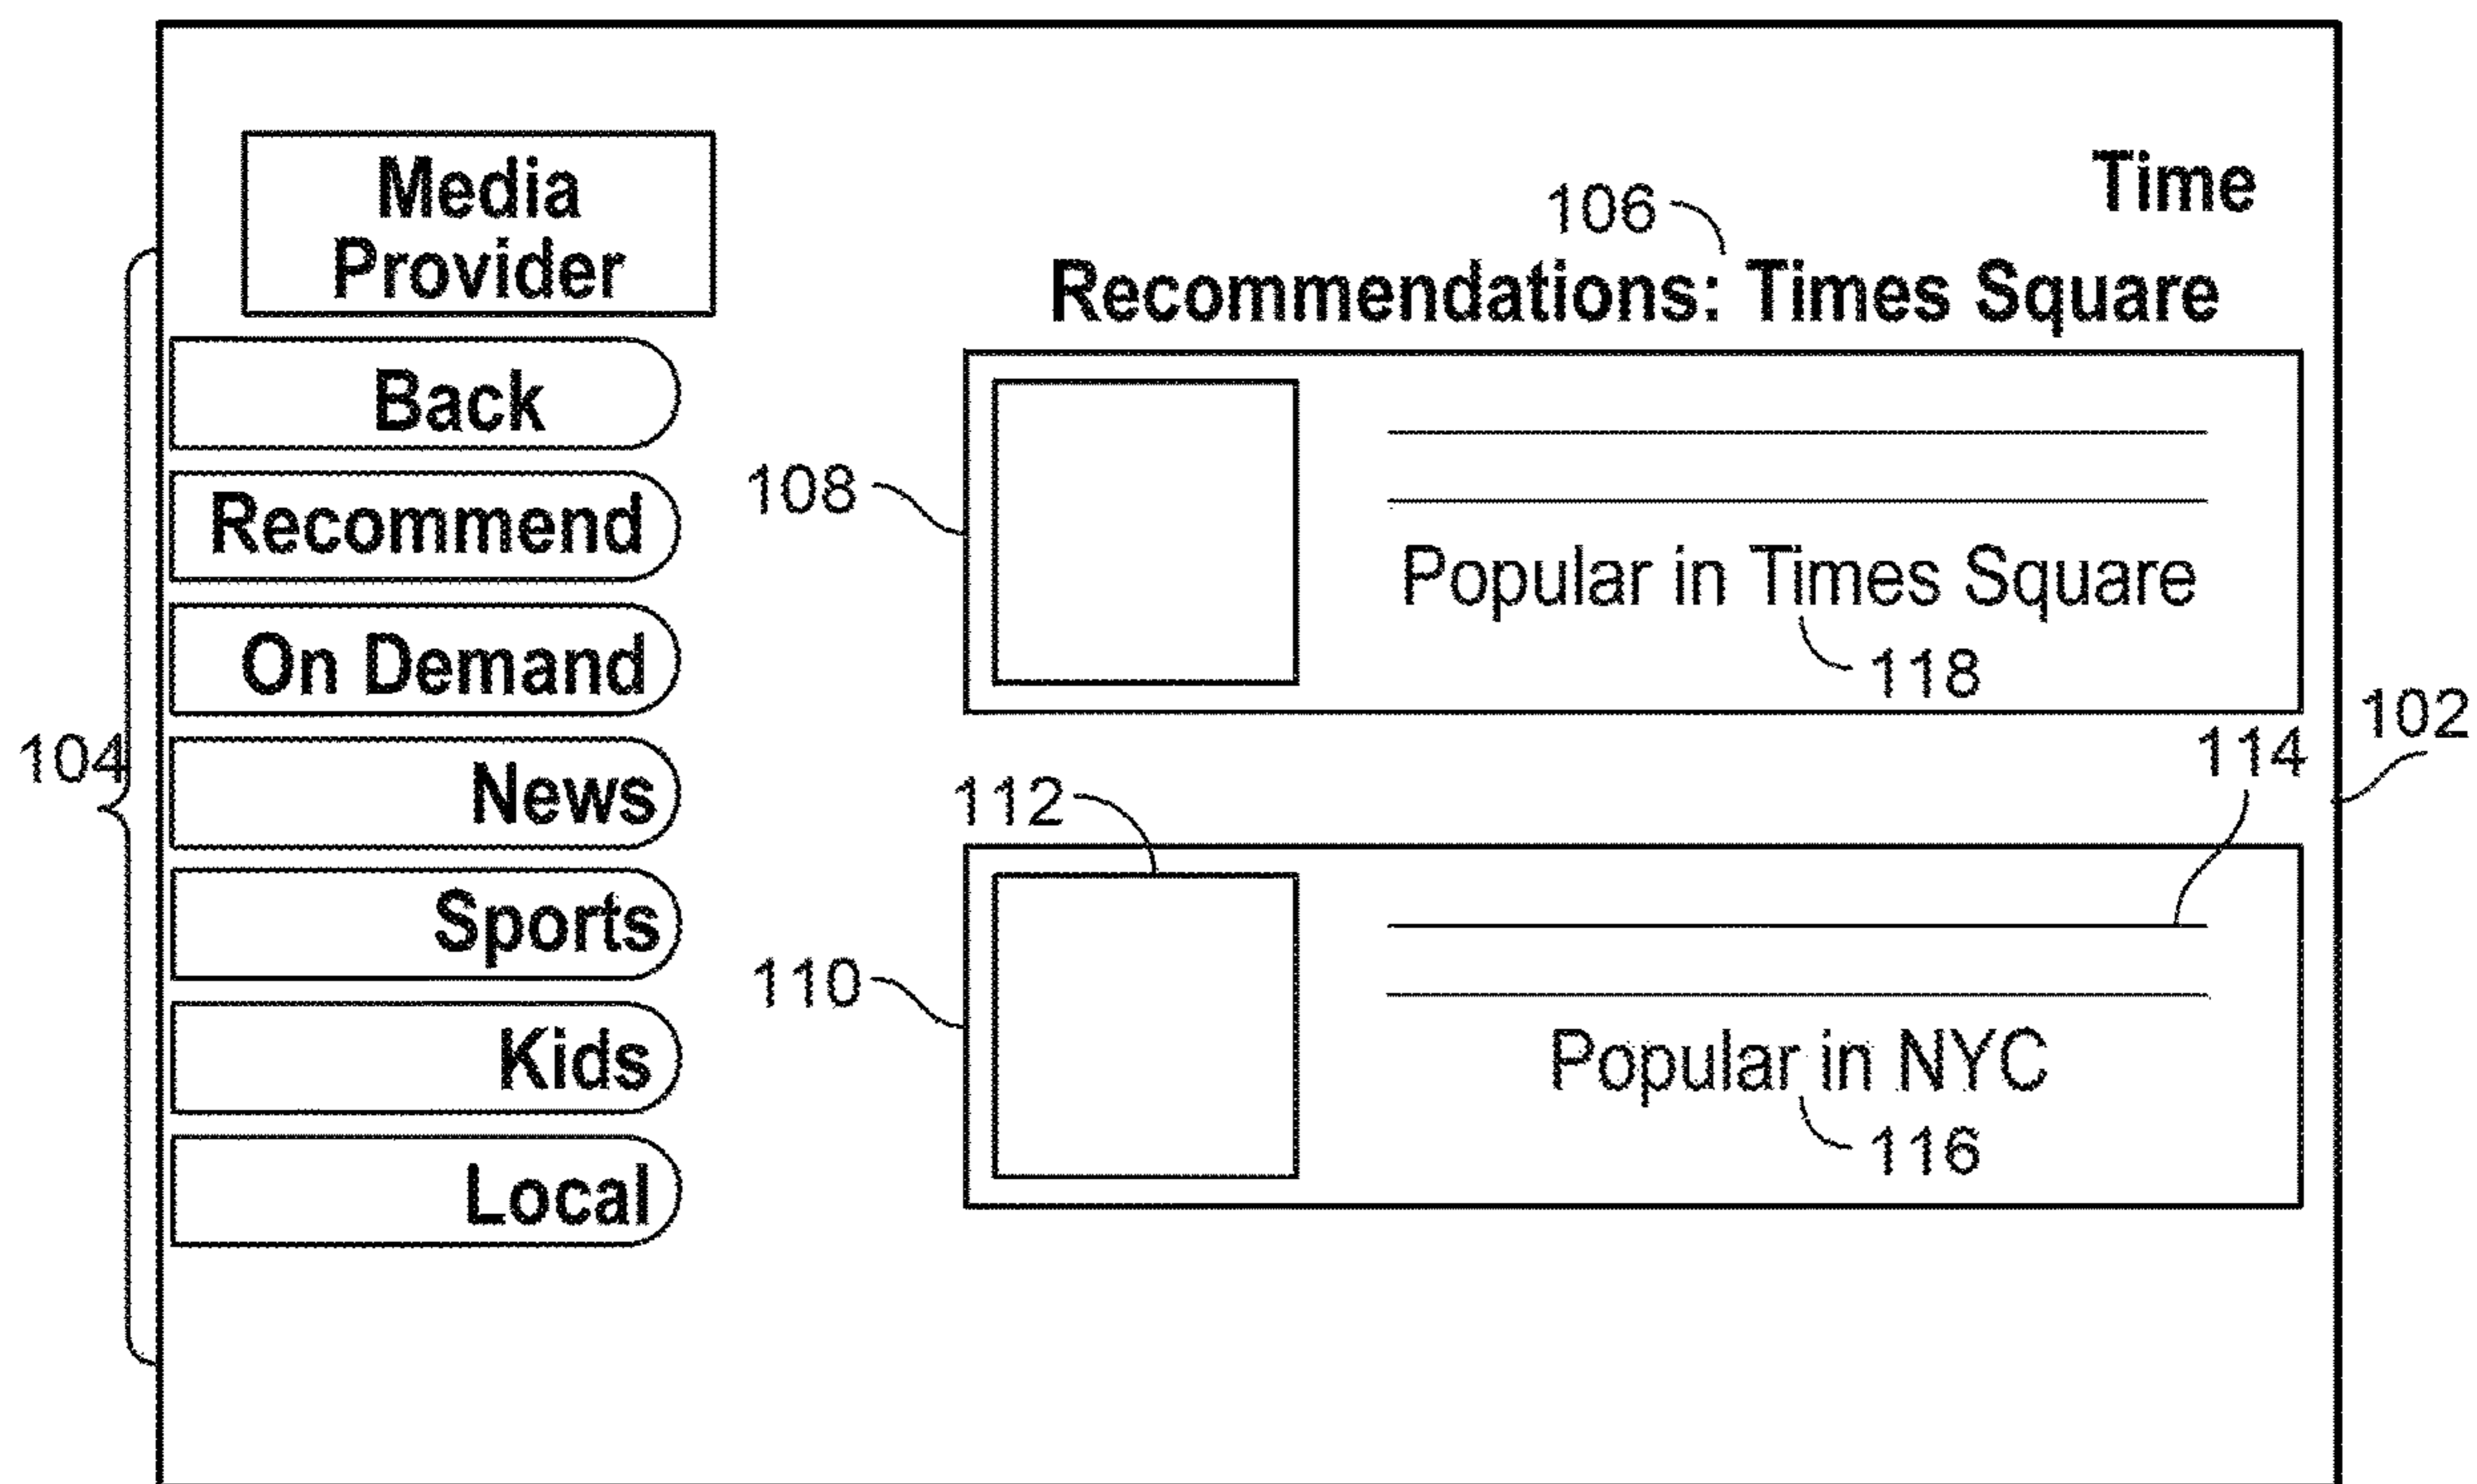 Media
Provider
Time
106
Recommendations: Times Square
Back
Recommend
On Demand
News
Sports
Kids
Local
104
108
Popular in Times Square
118
102
114
112
110
Popular in NYC
116